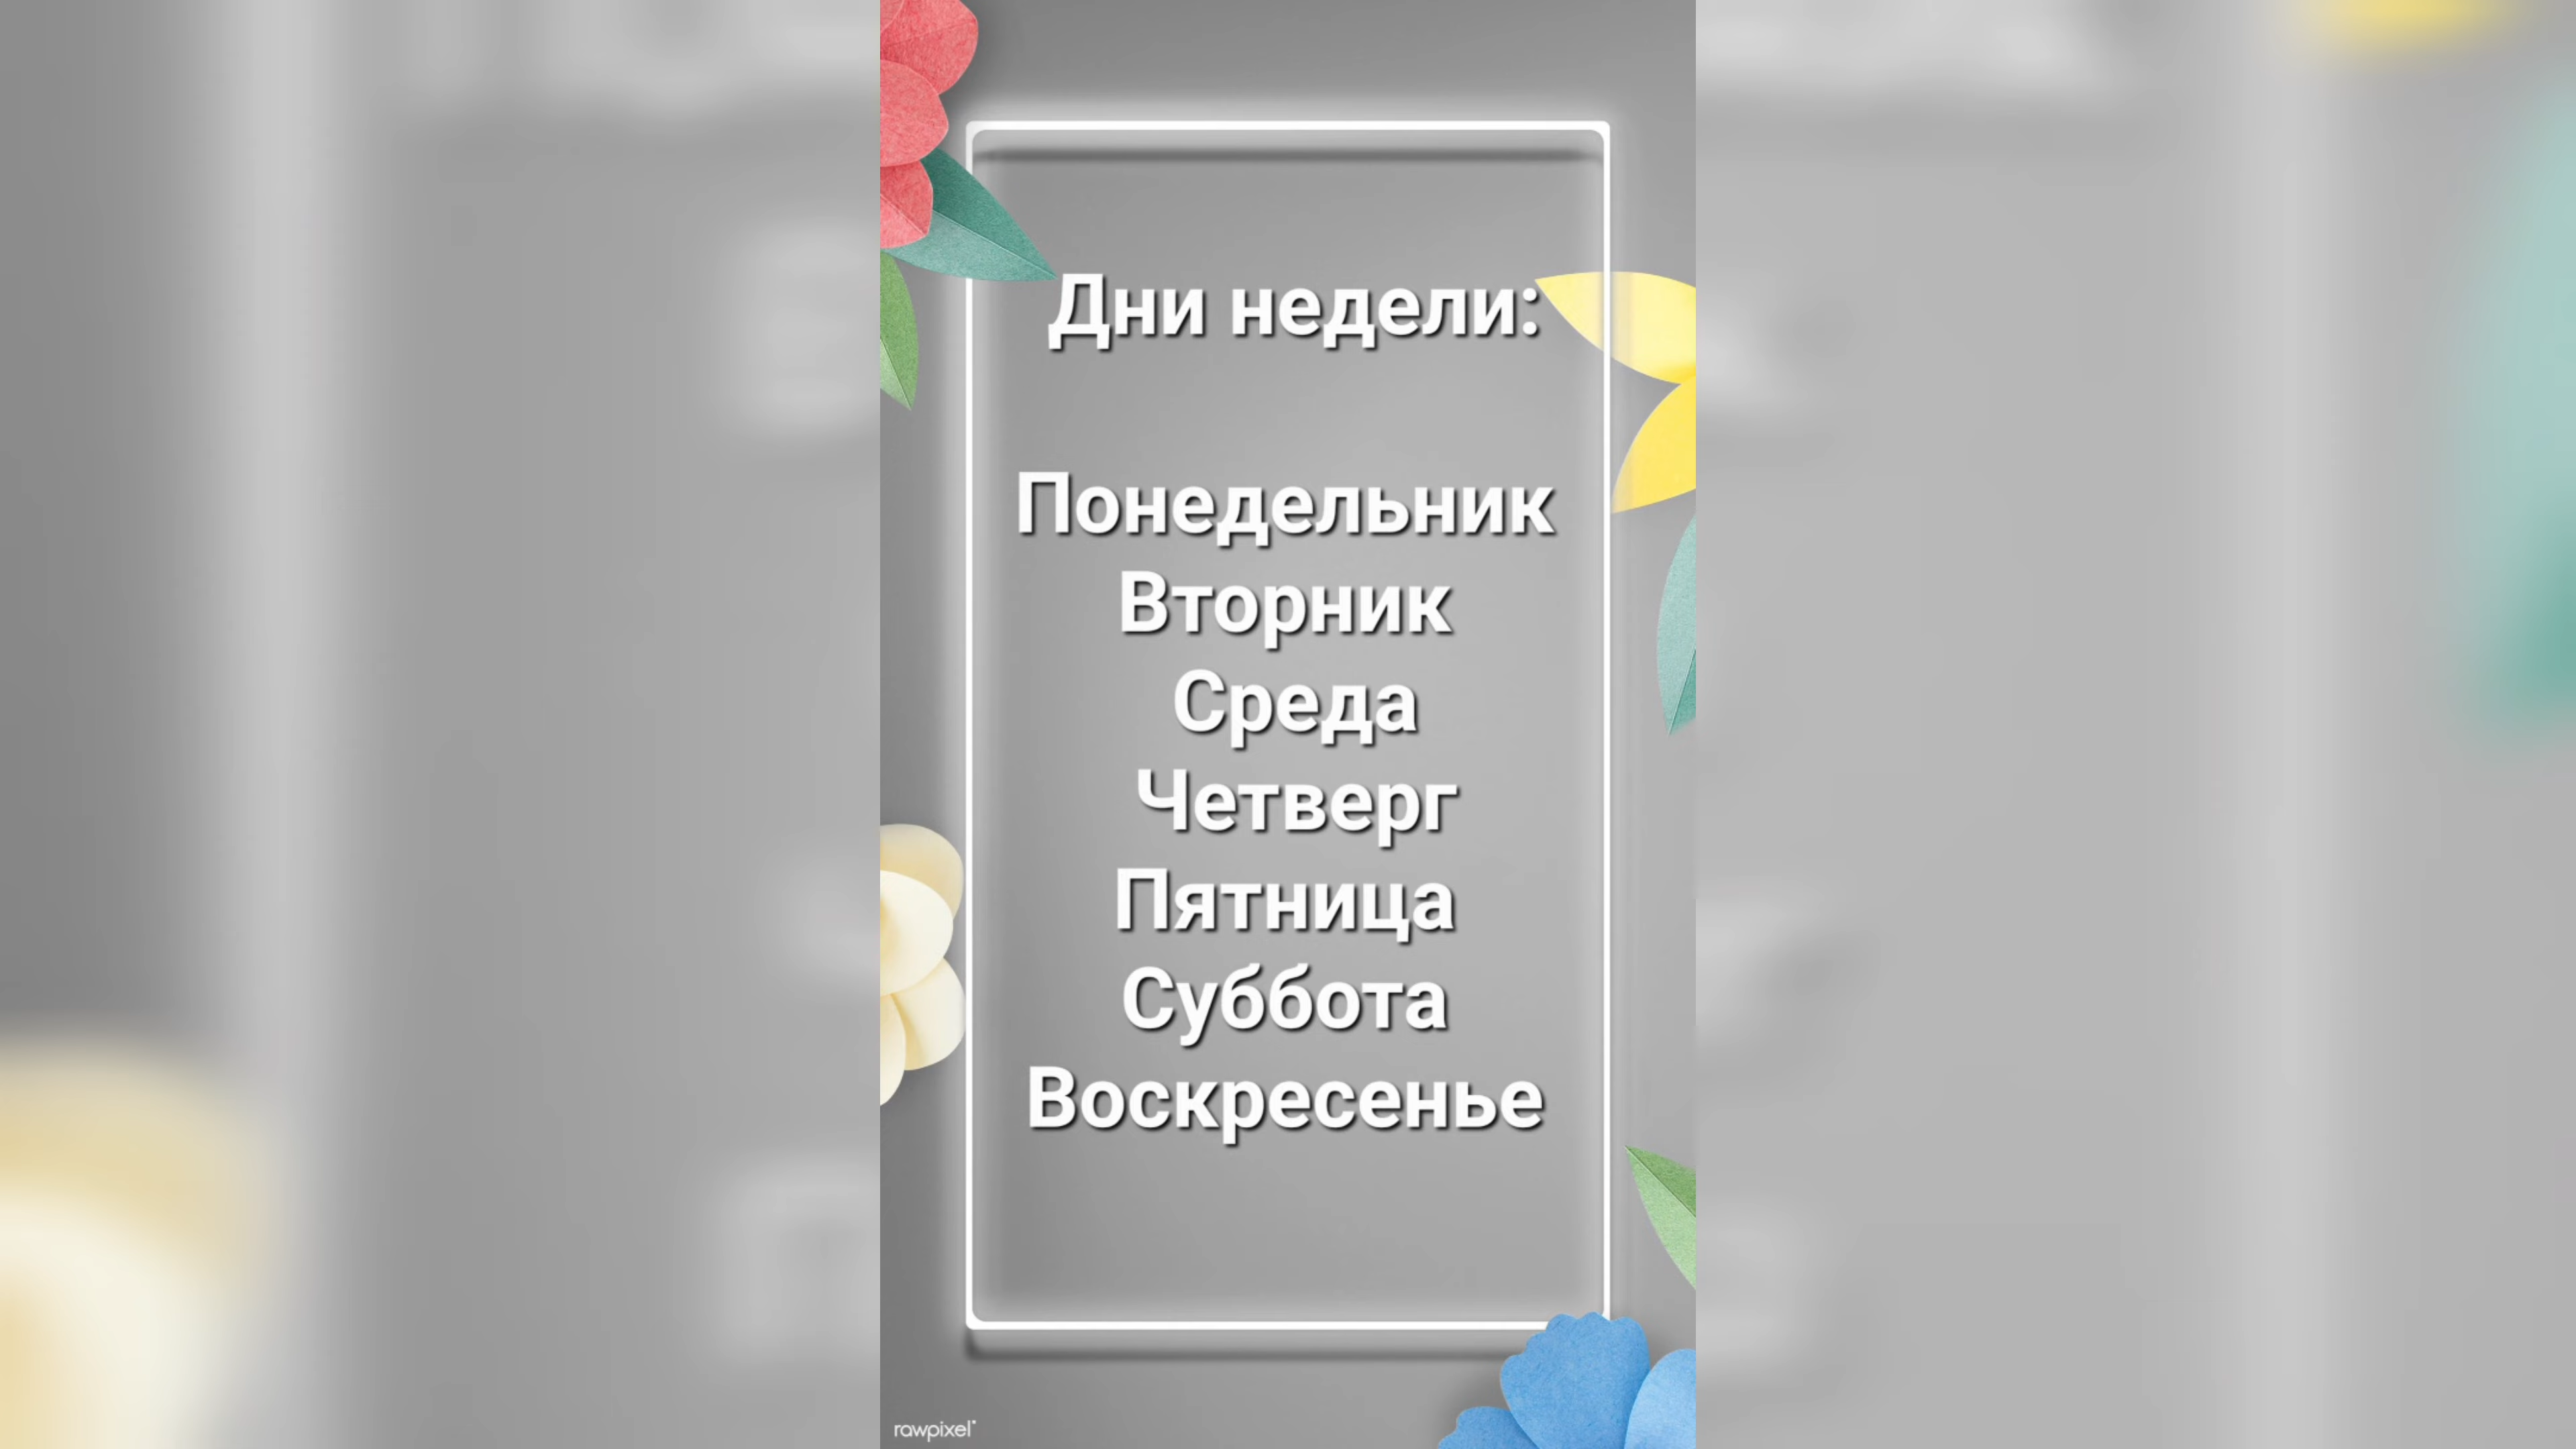 Дни недели:
Понедельник
Вторник
Среда
Четверг
Пятница
Суббота
Воскресенье
rawpixel